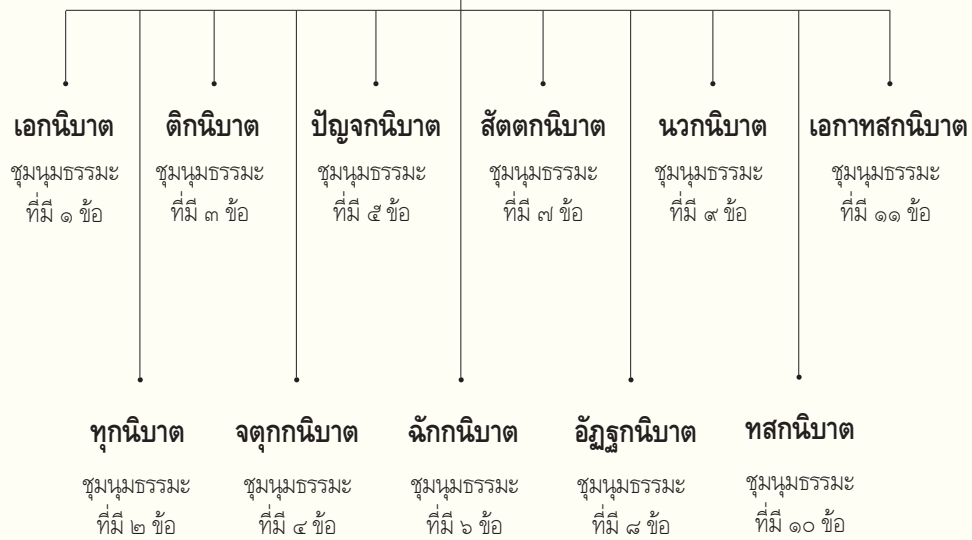 เอกนิบาต
ชุมนุมธรรมะ
ที่มี ๑ ข้อ
ติกนิบาต
ชุมนุมธรรมะ
ที่มี ๓ ข้อ
ปัญจกนิบาต
ชุมนุมธรรมะ
ที่มี ๕ ข้อ
สัตตกนิบาต
ชุมนุมธรรมะ
ที่มี ๗ ข้อ
นวกนิบาต
ชุมนุมธรรมะ
ที่มี ๙ ข้อ
เอกาทสกนิบาต
ชุมนุมธรรมะ
ที่มี ๑๑ ข้อ
ทุกนิบาต
ชุมนุมธรรมะ
ที่มี ๒ ข้อ
จตุกกนิบาต
ชุมนุมธรรมะ
ที่มี ๔ ข้อ
ฉักกนิบาต
ชุมนุมธรรมะ
ที่มี ๖ ข้อ
อัฏฐกนิบาต
ชุมนุมธรรมะ
ที่มี ๘ ข้อ
ทสกนิบาต
ชุมนุมธรรมะ
ที่มี ๑๐ ข้อ